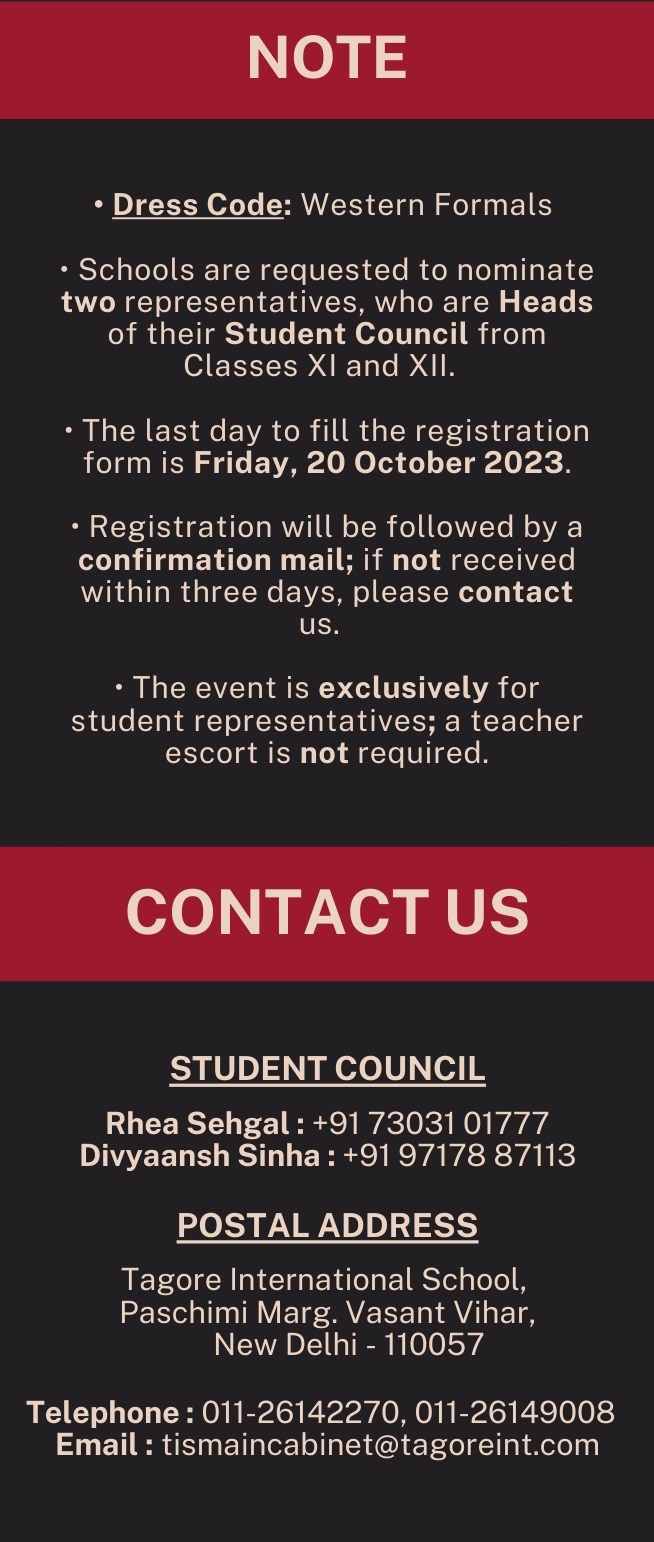 NOTE
• Dress Code: Western Formals
• Schools are requested to nominate
two representatives, who are Heads
of their Student Council from
Classes XI and XII.
• The last day to fill the registration
form is Friday, 20 October 2023.
• Registration will be followed by a
confirmation mail; if not received
within three days, please contact
us.
• The event is exclusively for
student representatives; a teacher
escort is not required.
CONTACT US
STUDENT COUNCIL
Rhea Sehgal : +91 73031 01777
Divyaansh Sinha : +91 97178 87113
POSTAL ADDRESS
Tagore International School,
Paschimi Marg. Vasant Vihar,
New Delhi - 110057
Telephone : 011-26142270, 011-26149008
Email : tismaincabinet@tagoreint.com